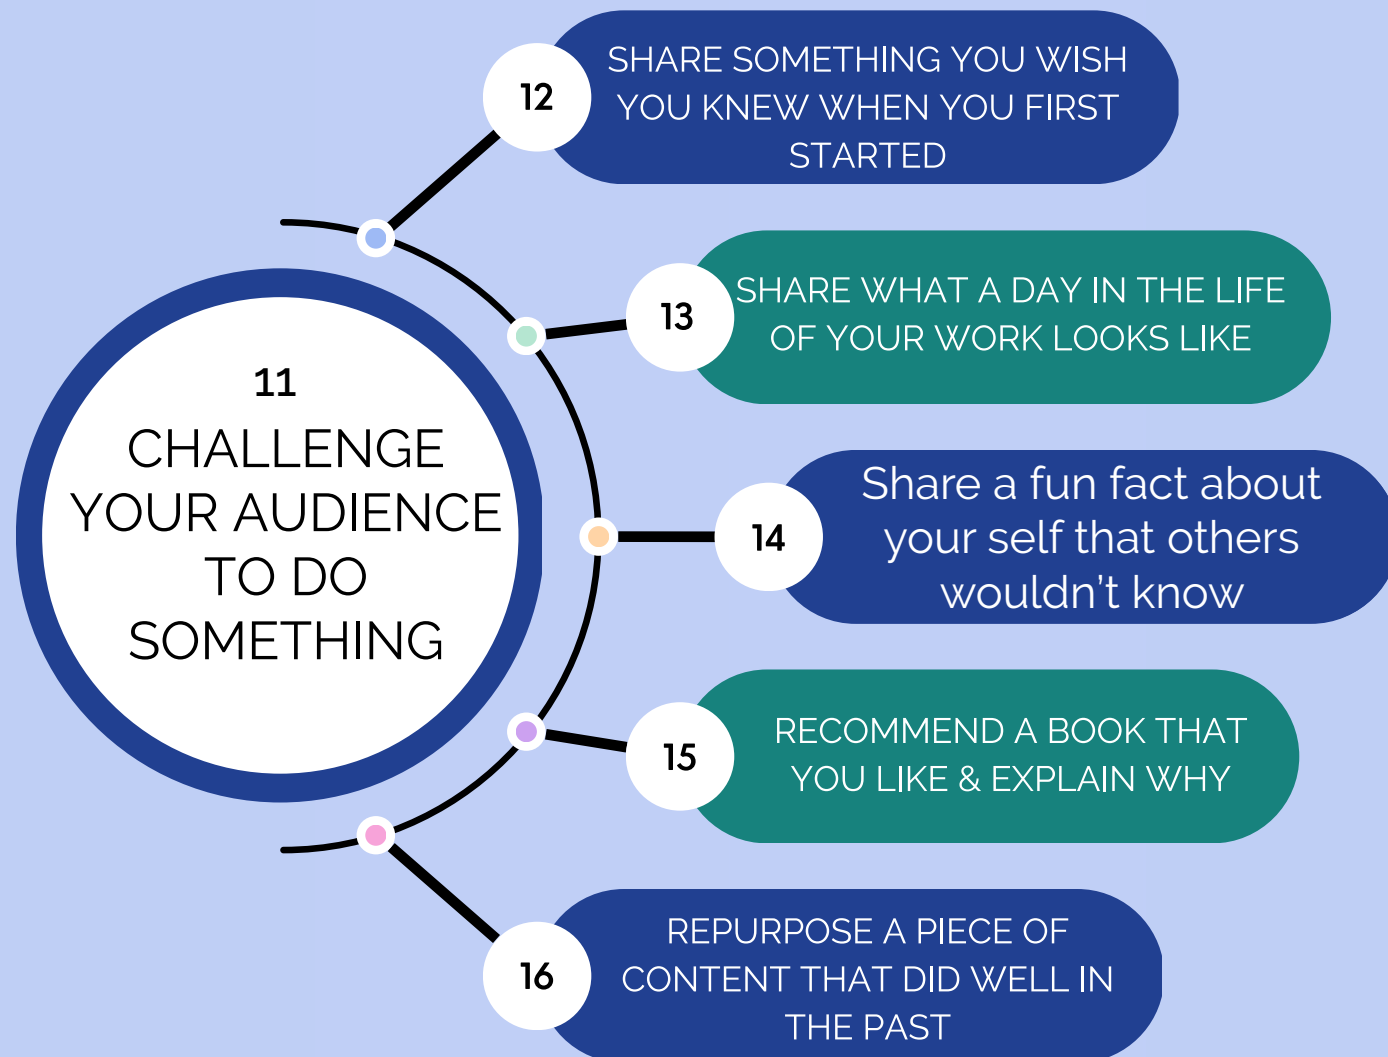 11
CHALLENGE
YOUR AUDIENCE
TO DO
SOMETHING
12
SHARE SOMETHING YOU WISH
YOU KNEW WHEN YOU FIRST
STARTED
13
SHARE WHAT A DAY IN THE LIFE
OF YOUR WORK LOOKS LIKE
14
Share a fun fact about
your self that others
wouldn't know
15
RECOMMEND A BOOK THAT
YOU LIKE & EXPLAIN WHY
16
REPURPOSE A PIECE OF
CONTENT THAT DID WELL IN
THE PAST